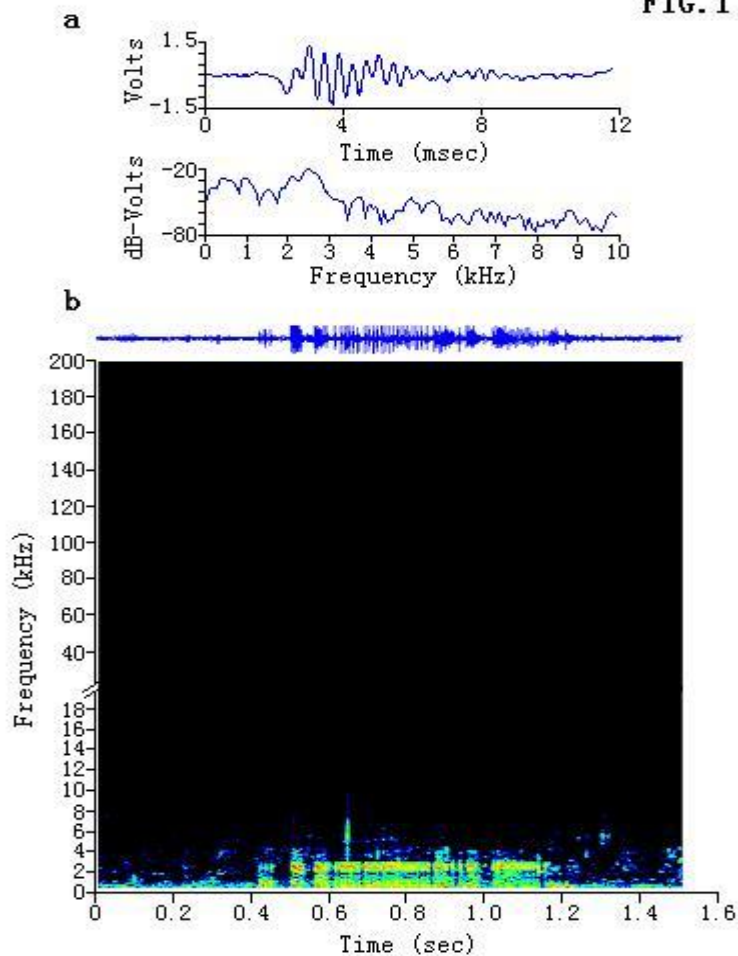 FIG. 1
a
Volts
1.5
-1.5
0 4 8 12
Time (msec)
dB-Volts
-20
-80
0 1 2 3 4 5 6 7 8 9 10
Frequency (kHz)
b
Frequency (kHz)
200
180
160
140
120
100
80
60
40
18
16
14
12
10
8
6
4
2
0
0 0.2 0.4 0.6 0.8 1.0 1.2 1.4 1.6
Time (sec)